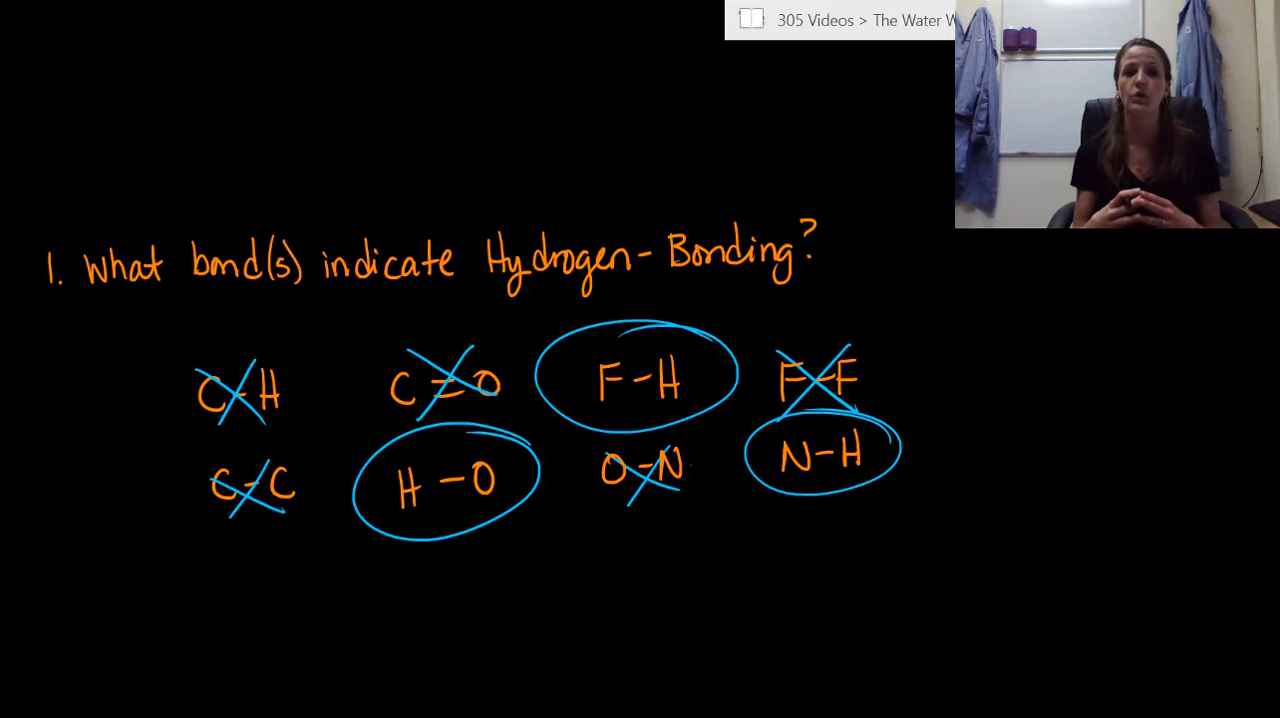 305 Videos > The Water W
1. What bond(s) indicate Hydrogen-Bonding?
C-H C=O F-H F-F
C-C H-O O-N N-H